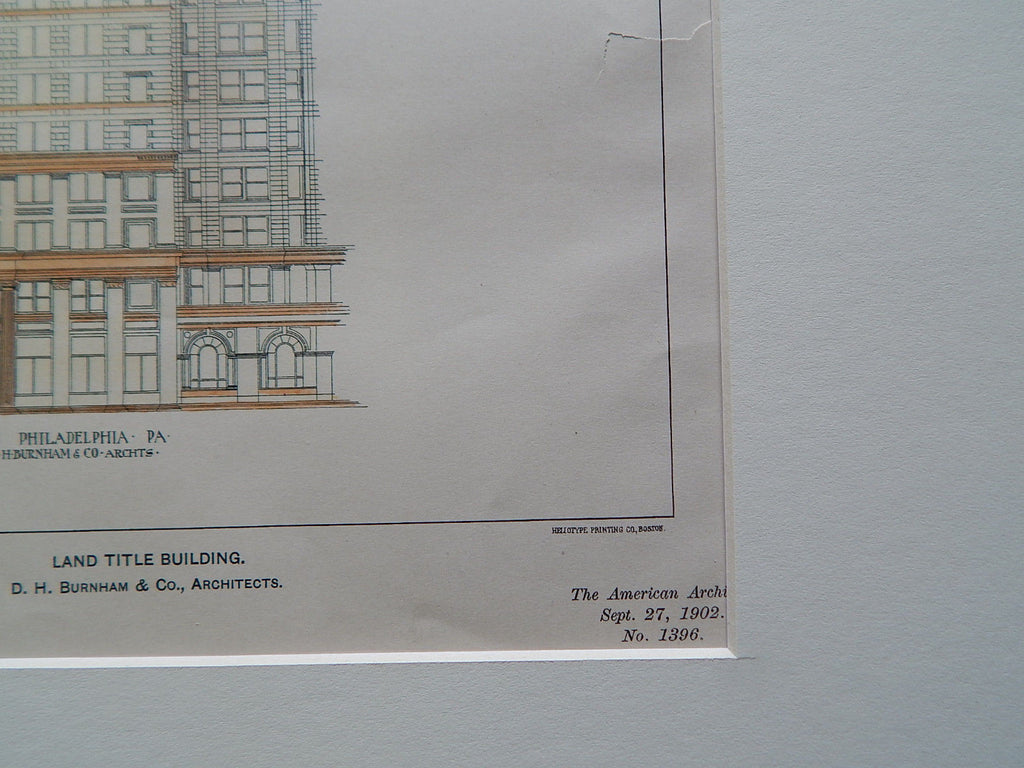 PHILADELPHIA · PA ·
H · BURNHAM & CO · ARCHTS ·
HELIOTYPE PRINTING CO., BOSTON.
LAND TITLE BUILDING.
D. H. BURNHAM & CO., ARCHITECTS.
The American Archi
Sept. 27, 1902.
No. 1396.